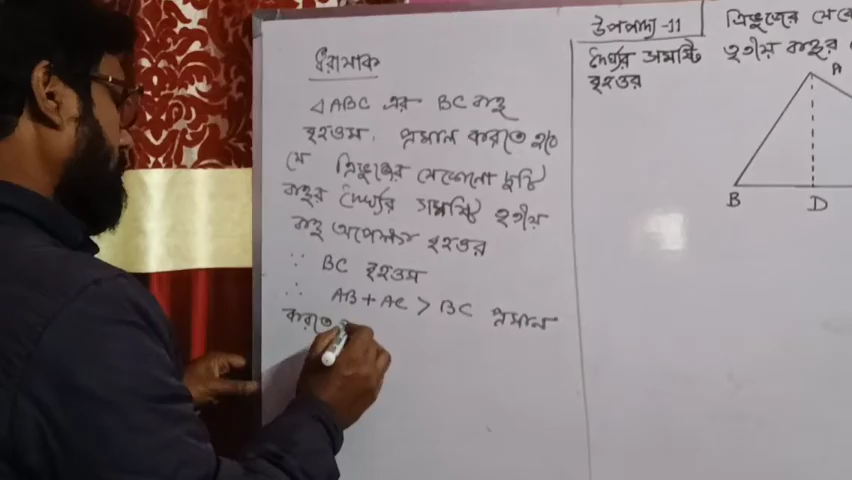 ধরাযাক
◁ ABC এর BC বাহু
বৃহত্তম. প্রমান করতে হবে
যে ত্রিভুজের যেকোনো দুটি
বাহুর দৈর্ঘ্যের সমষ্টি তৃতীয়
বাহু অপেক্ষা বৃহত্তর
∵ BC বৃহত্তম
∴ AB + AC > BC প্রমান
করতে
উপপাদ্য -11
ত্রিভুজের যেকো
দৈর্ঘ্যের সমষ্টি তৃতীয় বাহুর
বৃহত্তর
A
B
D